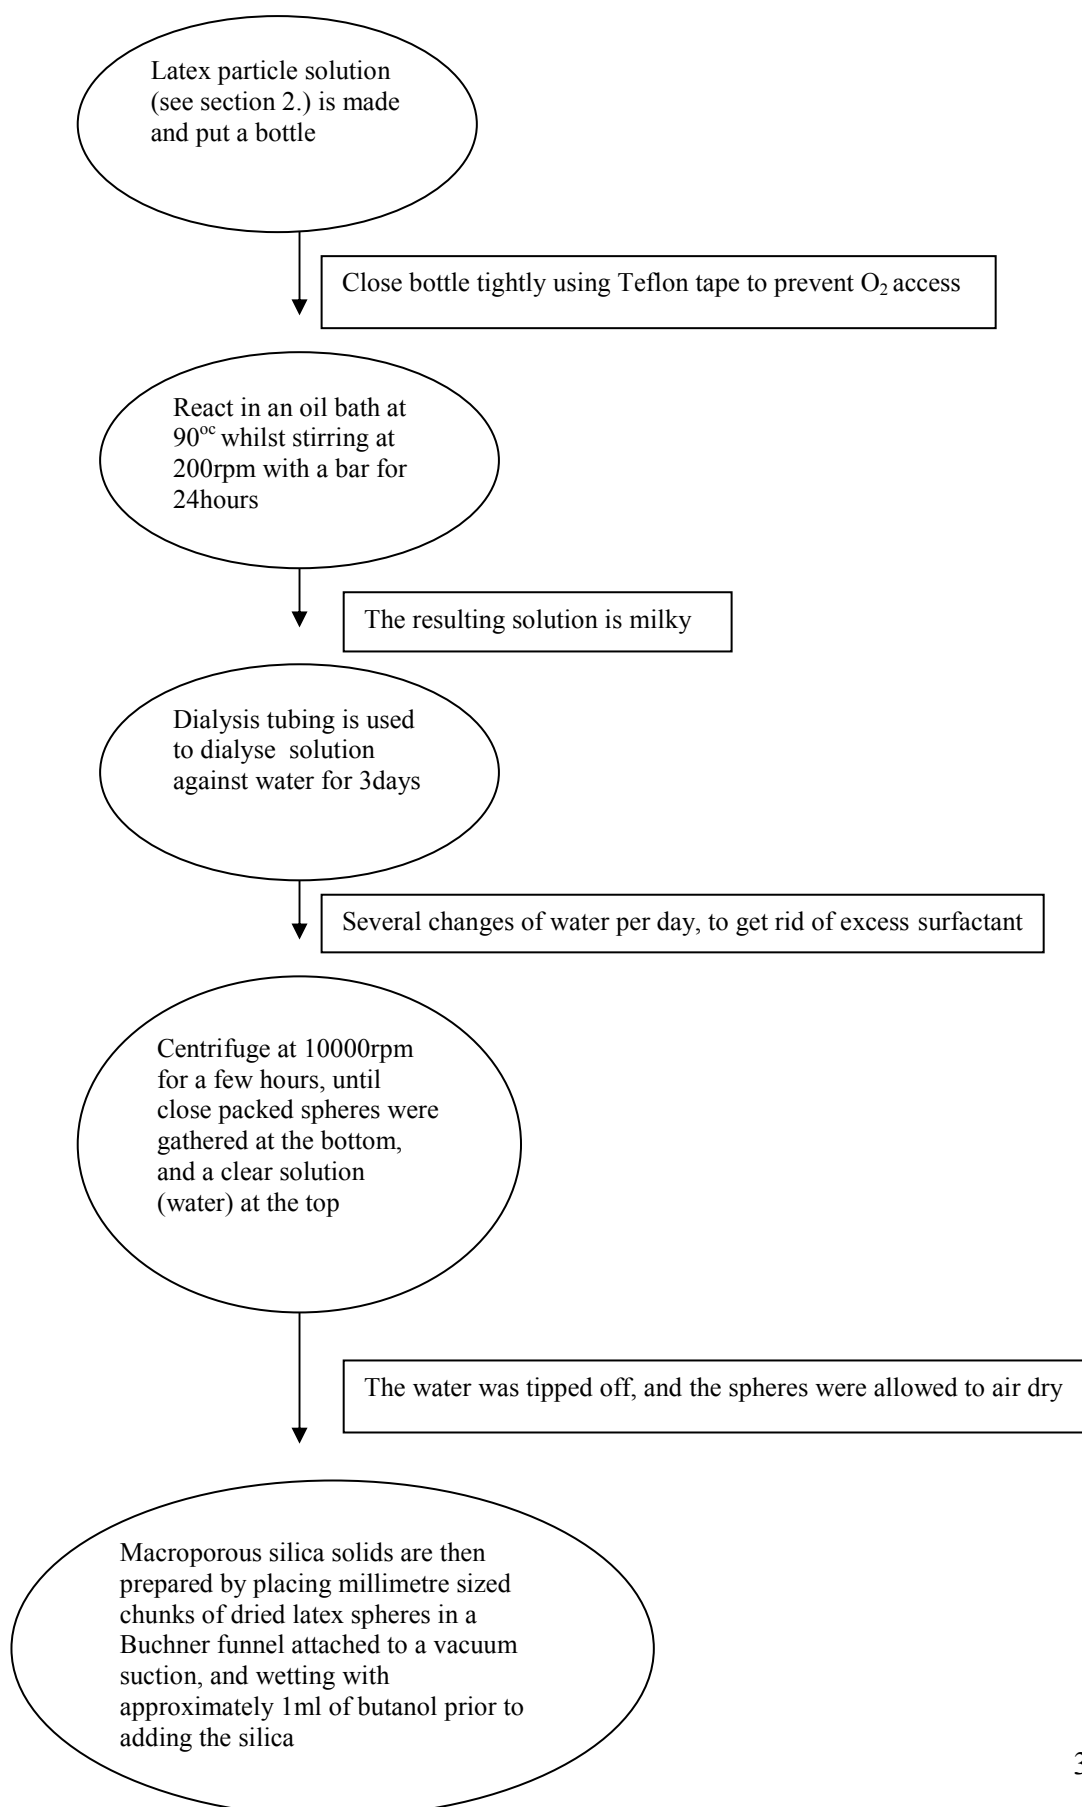 Latex particle solution
(see section 2.) is made
and put a bottle
Close bottle tightly using Teflon tape to prevent O₂ access
React in an oil bath at
90ᵒᶜ whilst stirring at
200rpm with a bar for
24hours
The resulting solution is milky
Dialysis tubing is used
to dialyse solution
against water for 3days
Several changes of water per day, to get rid of excess surfactant
Centrifuge at 10000rpm
for a few hours, until
close packed spheres were
gathered at the bottom,
and a clear solution
(water) at the top
The water was tipped off, and the spheres were allowed to air dry
Macroporous silica solids are then
prepared by placing millimetre sized
chunks of dried latex spheres in a
Buchner funnel attached to a vacuum
suction, and wetting with
approximately 1ml of butanol prior to
adding the silica
3